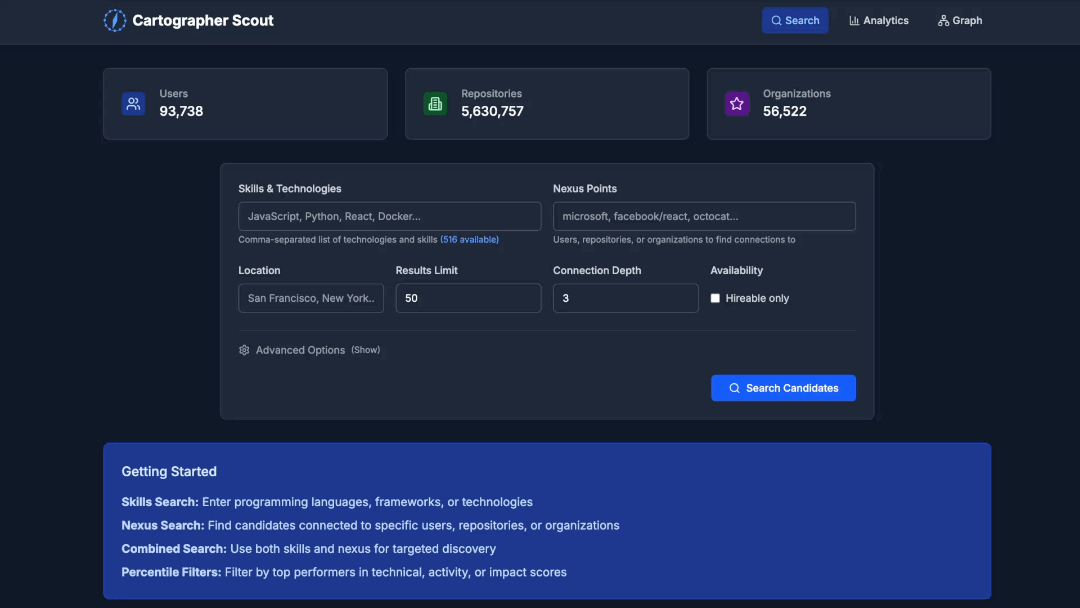 Cartographer Scout
Search
Analytics
Graph
Users
93,738
Repositories
5,630,757
Organizations
56,522
Skills & Technologies
JavaScript, Python, React, Docker...
Comma-separated list of technologies and skills (516 available)
Nexus Points
microsoft, facebook/react, octocat...
Users, repositories, or organizations to find connections to
Location
San Francisco, New York..
Results Limit
50
Connection Depth
3
Availability
Hireable only
Advanced Options (Show)
Search Candidates
Getting Started
Skills Search: Enter programming languages, frameworks, or technologies
Nexus Search: Find candidates connected to specific users, repositories, or organizations
Combined Search: Use both skills and nexus for targeted discovery
Percentile Filters: Filter by top performers in technical, activity, or impact scores